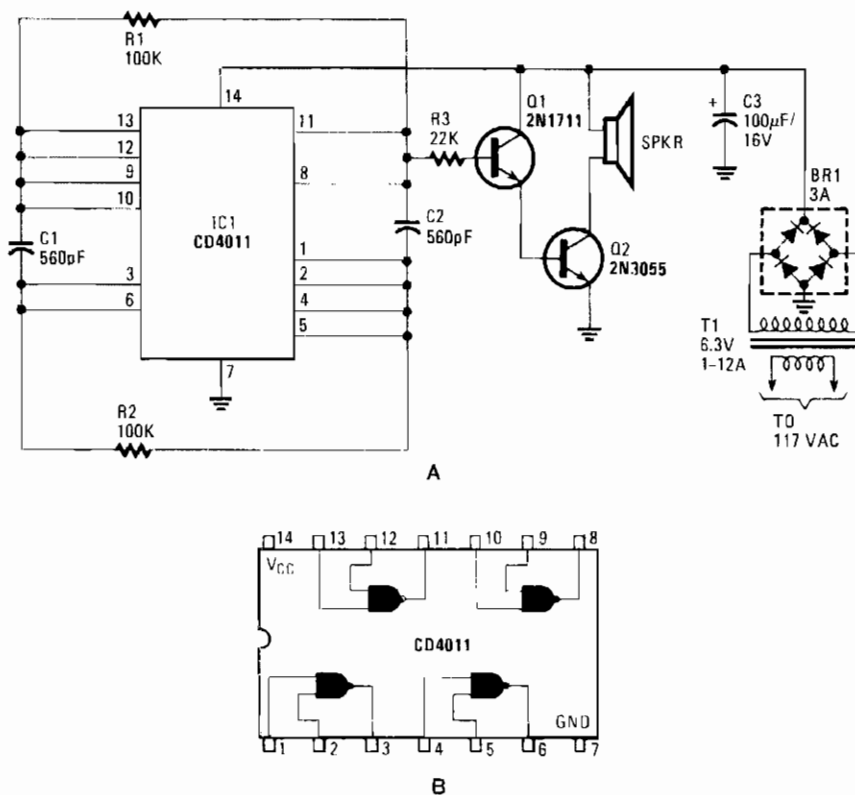 R1
100K
14
13
12
9
10
3
6
11
8
1
2
4
5
7
IC1
CD4011
C1
560pF
R2
100K
R3
22K
C2
560pF
Q1
2N1711
Q2
2N3055
SPKR
+
C3
100μF/
16V
BR1
3A
T1
6.3V
1–12A
TO
117 VAC
A
14 13 12 11 10 9 8
VCC
CD4011
GND
1 2 3 4 5 6 7
B